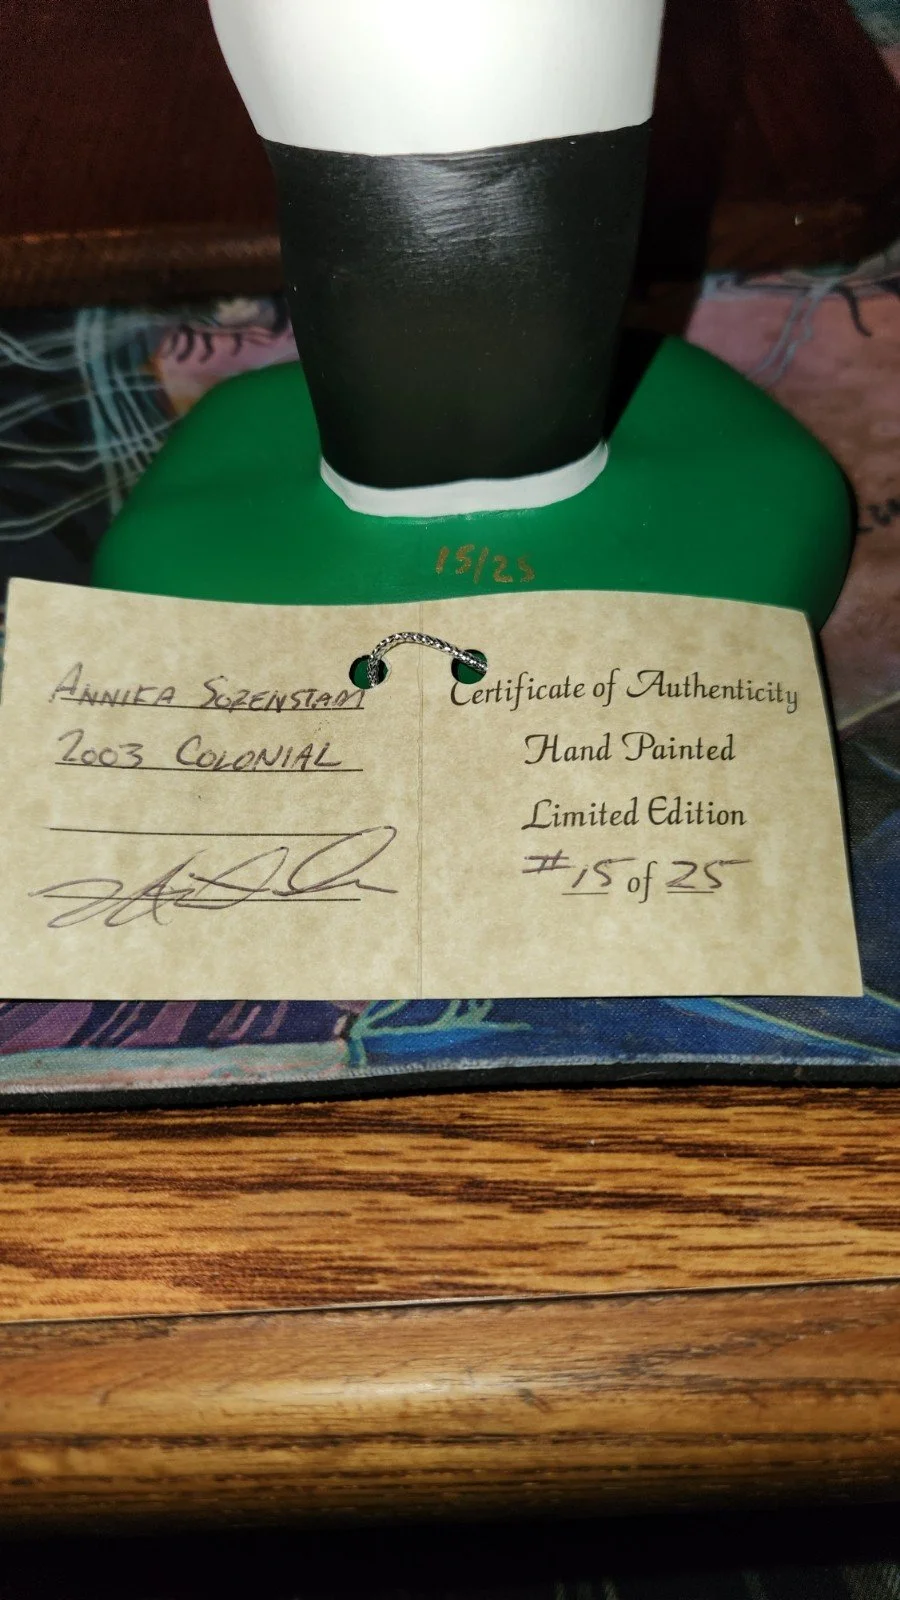 15/25
ANNIKA SORENSTAM
2003 COLONIAL
Certificate of Authenticity
Hand Painted
Limited Edition
#15 of 25